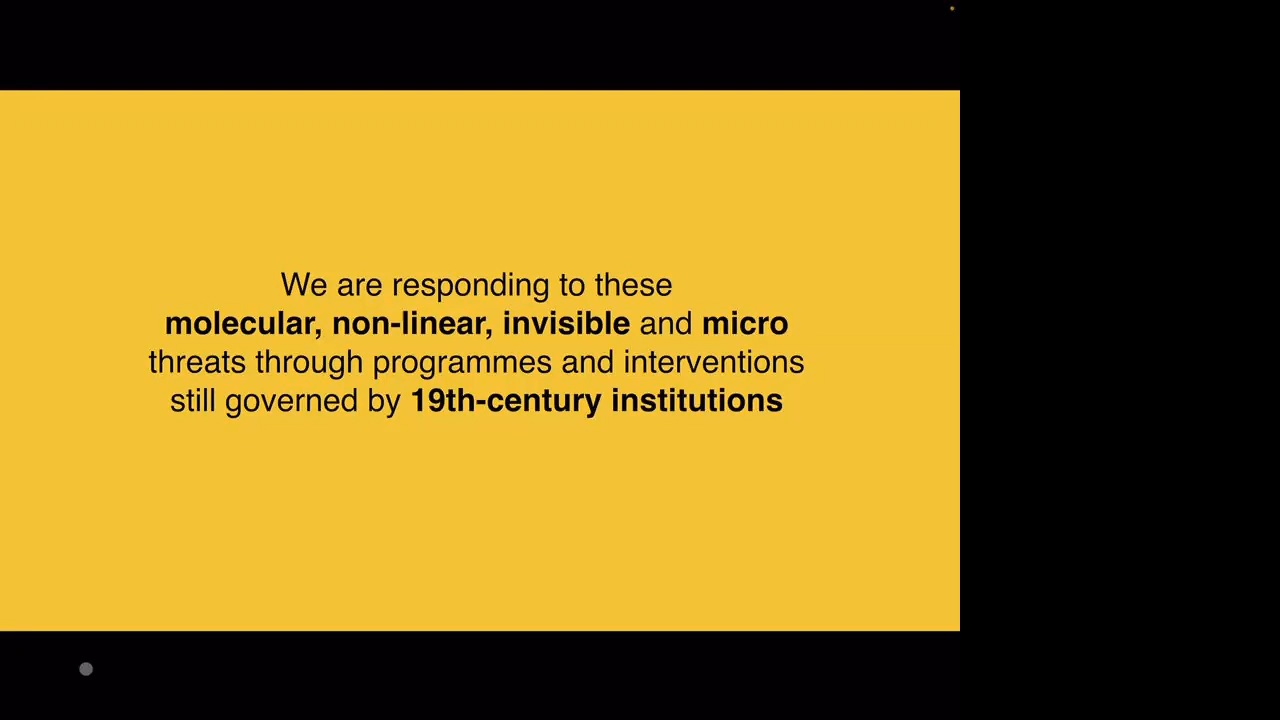 We are responding to these
molecular, non-linear, invisible and micro
threats through programmes and interventions
still governed by 19th-century institutions